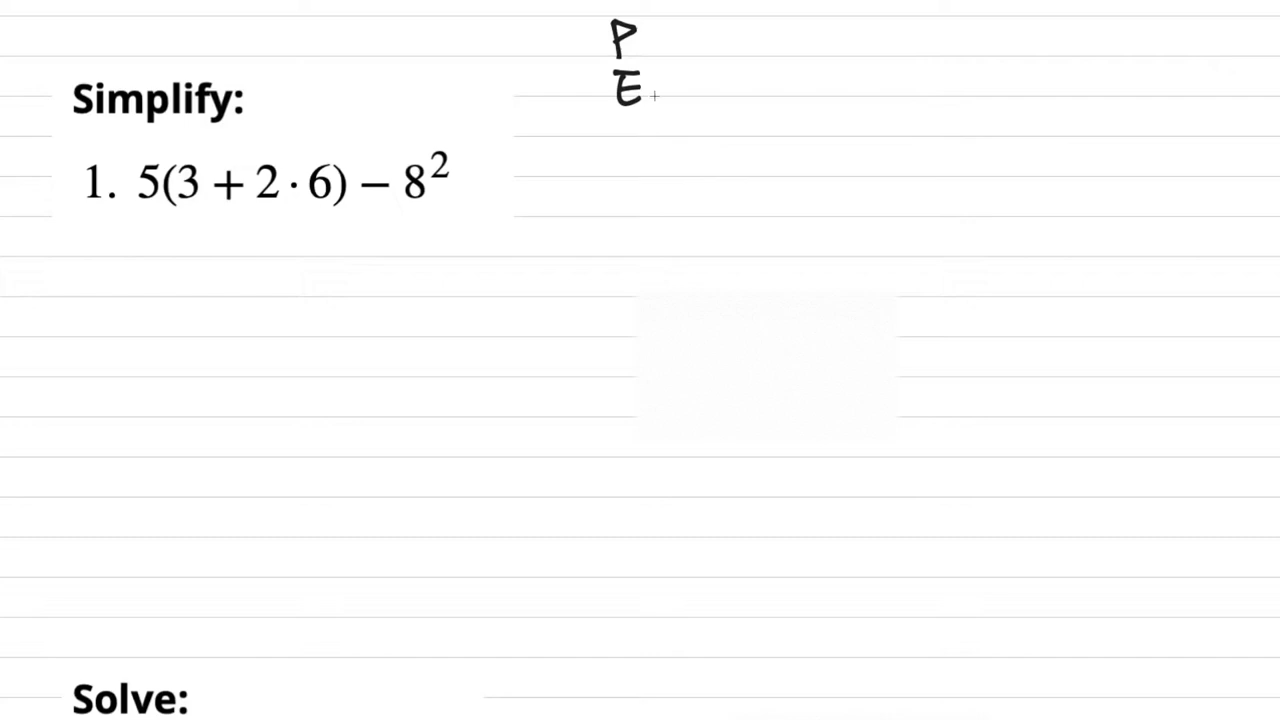 P
E
Simplify:
1. 5(3 + 2 · 6) − 8²
Solve: